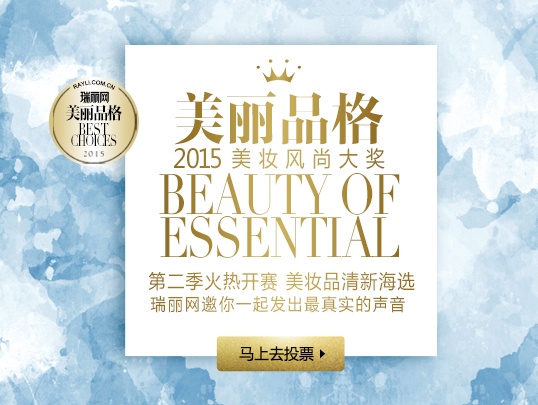 RAYLI.COM.CN
瑞丽网
美丽品格
BEST
CHOICES
2015
美丽品格
2015 美妆风尚大奖
BEAUTY OF
ESSENTIAL
第二季火热开赛 美妆品清新海选
瑞丽网邀你一起发出最真实的声音
马上去投票